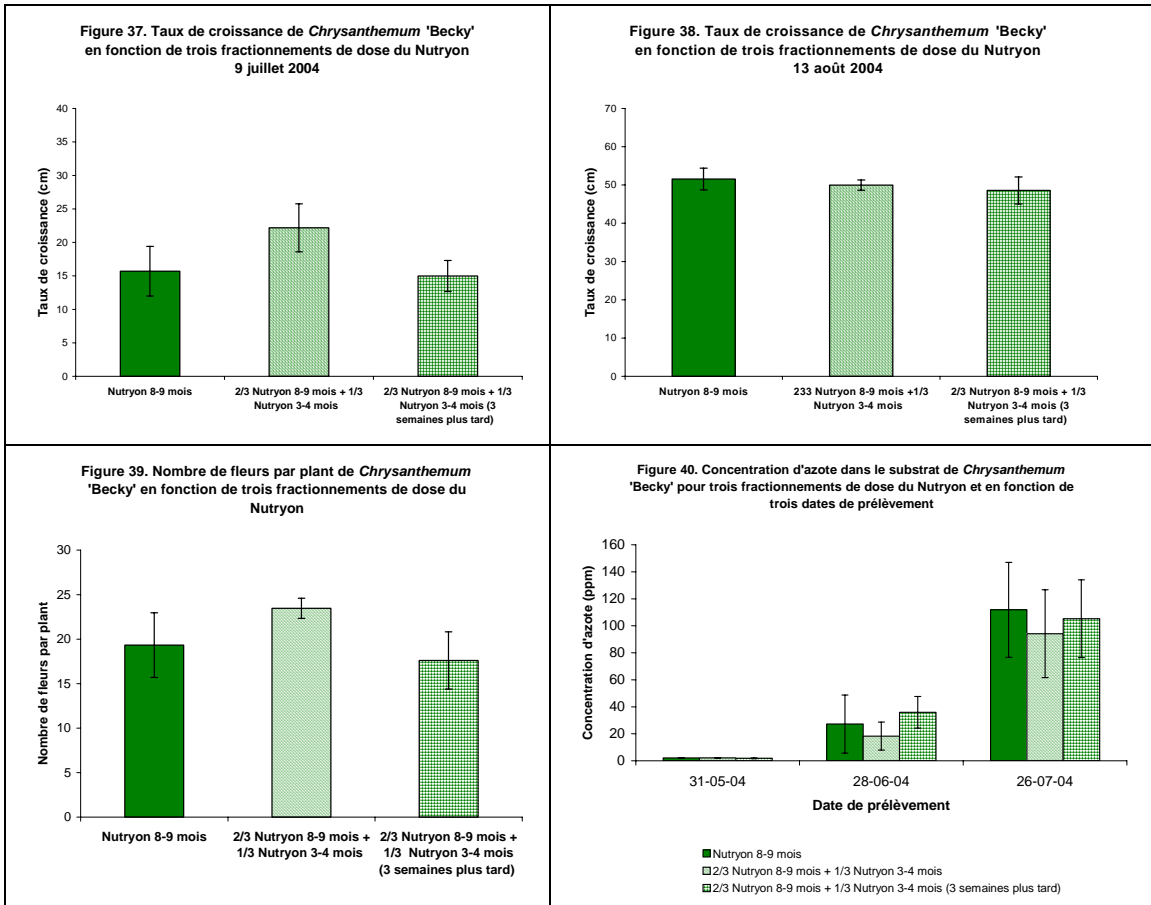 Figure 37. Taux de croissance de Chrysanthemum 'Becky'
en fonction de trois fractionnements de dose du Nutryon
9 juillet 2004
40
35
30
25
20
15
10
5
0
Taux de croissance (cm)
Nutryon 8-9 mois
2/3 Nutryon 8-9 mois + 1/3
Nutryon 3-4 mois
2/3 Nutryon 8-9 mois + 1/3
Nutryon 3-4 mois (3
semaines plus tard)
Figure 38. Taux de croissance de Chrysanthemum 'Becky'
en fonction de trois fractionnements de dose du Nutryon
13 août 2004
70
60
50
40
30
20
10
0
Taux de croissance (cm)
Nutryon 8-9 mois
233 Nutryon 8-9 mois +1/3
Nutryon 3-4 mois
2/3 Nutryon 8-9 mois + 1/3
Nutryon 3-4 mois (3
semaines plus tard)
Figure 39. Nombre de fleurs par plant de Chrysanthemum
'Becky' en fonction de trois fractionnements de dose du
Nutryon
30
25
20
15
10
5
0
Nombre de fleurs par plant
Nutryon 8-9 mois
2/3 Nutryon 8-9 mois +
1/3 Nutryon 3-4 mois
2/3 Nutryon 8-9 mois +
1/3 Nutryon 3-4 mois
(3 semaines plus tard)
Figure 40. Concentration d'azote dans le substrat de Chrysanthemum
'Becky' pour trois fractionnements de dose du Nutryon et en fonction de
trois dates de prélèvement
160
140
120
100
80
60
40
20
0
Concentration d'azote (ppm)
31-05-04
28-06-04
26-07-04
Date de prélèvement
Nutryon 8-9 mois
2/3 Nutryon 8-9 mois + 1/3 Nutryon 3-4 mois
2/3 Nutryon 8-9 mois + 1/3 Nutryon 3-4 mois (3 semaines plus tard)